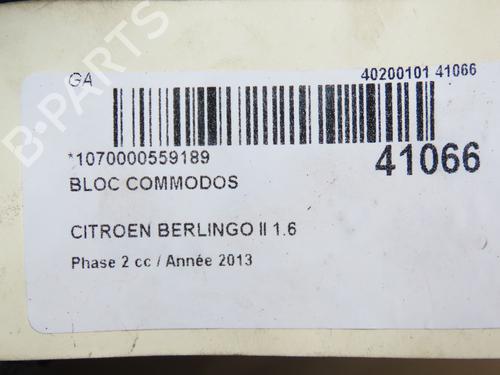 B-PARTS
GA
40200101 41066
*1070000559189
41066
BLOC COMMODOS
CITROEN BERLINGO II 1.6
Phase 2 cc / Année 2013